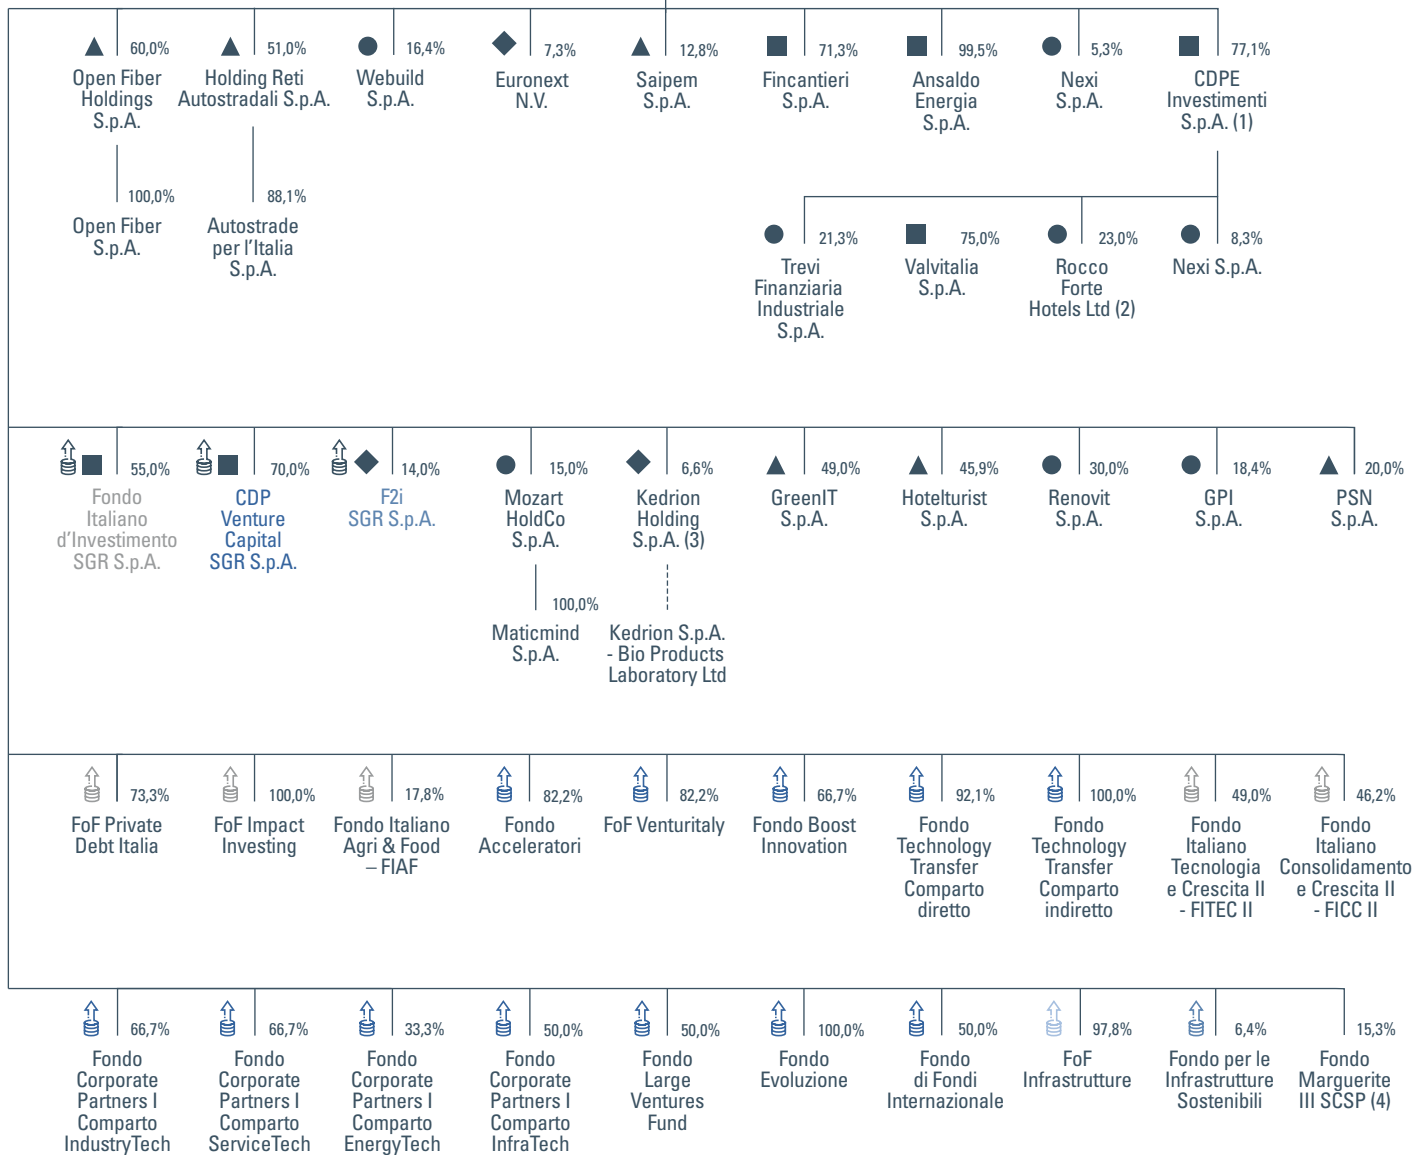 60,0%
Open Fiber
Holdings
S.p.A.
51,0%
Holding Reti
Autostradali S.p.A.
16,4%
Webuild
S.p.A.
7,3%
Euronext
N.V.
12,8%
Saipem
S.p.A.
71,3%
Fincantieri
S.p.A.
99,5%
Ansaldo
Energia
S.p.A.
5,3%
Nexi
S.p.A.
77,1%
CDPE
Investimenti
S.p.A. (1)
100,0%
Open Fiber
S.p.A.
88,1%
Autostrade
per l'Italia
S.p.A.
21,3%
Trevi
Finanziaria
Industriale
S.p.A.
75,0%
Valvitalia
S.p.A.
23,0%
Rocco
Forte
Hotels Ltd (2)
8,3%
Nexi S.p.A.
55,0%
Fondo
Italiano
d'Investimento
SGR S.p.A.
70,0%
CDP
Venture
Capital
SGR S.p.A.
14,0%
F2i
SGR S.p.A.
15,0%
Mozart
HoldCo
S.p.A.
6,6%
Kedrion
Holding
S.p.A. (3)
49,0%
GreenIT
S.p.A.
45,9%
Hotelturist
S.p.A.
30,0%
Renovit
S.p.A.
18,4%
GPI
S.p.A.
20,0%
PSN
S.p.A.
100,0%
Maticmind
S.p.A.
Kedrion S.p.A.
- Bio Products
Laboratory Ltd
73,3%
FoF Private
Debt Italia
100,0%
FoF Impact
Investing
17,8%
Fondo Italiano
Agri & Food
– FIAF
82,2%
Fondo
Acceleratori
82,2%
FoF Venturitaly
66,7%
Fondo Boost
Innovation
92,1%
Fondo
Technology
Transfer
Comparto
diretto
100,0%
Fondo
Technology
Transfer
Comparto
indiretto
49,0%
Fondo
Italiano
Tecnologia
e Crescita II
- FITEC II
46,2%
Fondo
Italiano
Consolidamento
e Crescita II
- FICC II
66,7%
Fondo
Corporate
Partners I
Comparto
IndustryTech
66,7%
Fondo
Corporate
Partners I
Comparto
ServiceTech
33,3%
Fondo
Corporate
Partners I
Comparto
EnergyTech
50,0%
Fondo
Corporate
Partners I
Comparto
InfraTech
50,0%
Fondo
Large
Ventures
Fund
100,0%
Fondo
Evoluzione
50,0%
Fondo
di Fondi
Internazionale
97,8%
FoF
Infrastrutture
6,4%
Fondo per le
Infrastrutture
Sostenibili
15,3%
Fondo
Marguerite
III SCSP (4)